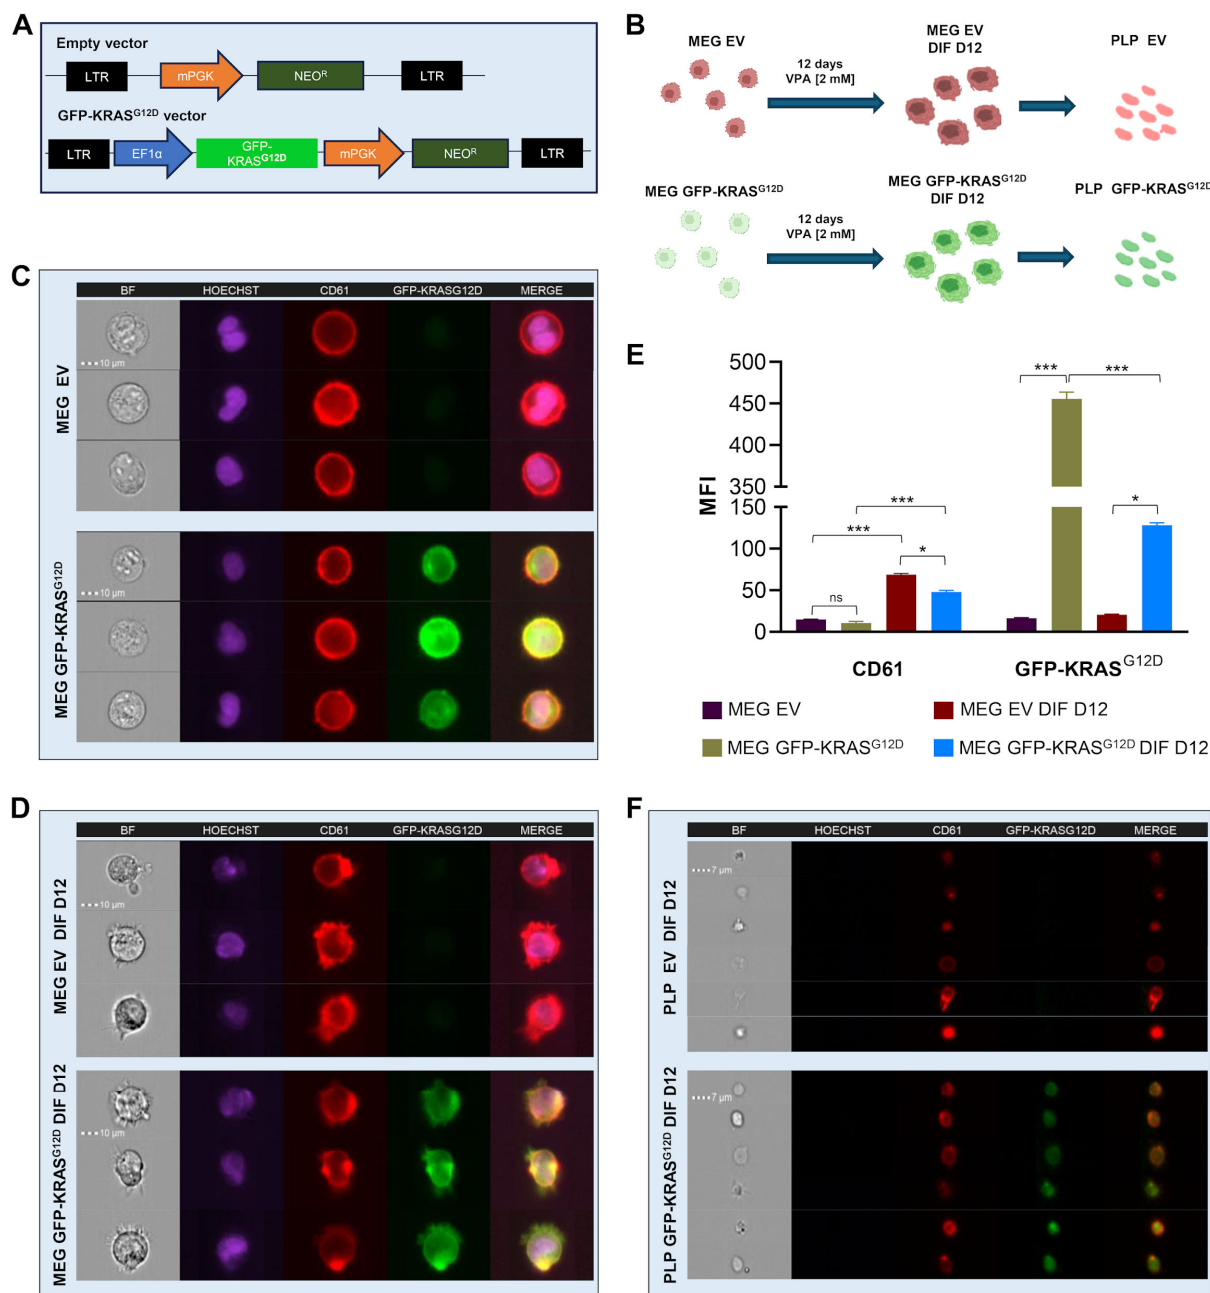 A
Empty vector
LTR
mPGK
NEOᴿ
LTR
GFP-KRASᴳ¹²ᴰ vector
LTR
EF1α
GFP-
KRASᴳ¹²ᴰ
mPGK
NEOᴿ
LTR
B
MEG EV
12 days
VPA [2 mM]
MEG EV
DIF D12
PLP EV
MEG GFP-KRASᴳ¹²ᴰ
12 days
VPA [2 mM]
MEG GFP-KRASᴳ¹²ᴰ
DIF D12
PLP GFP-KRASᴳ¹²ᴰ
C
BF HOECHST CD61 GFP-KRASG12D MERGE
MEG EV
10 µm
MEG GFP-KRASᴳ¹²ᴰ
10 µm
E
MFI
500
450
400
350
150
100
50
0
ns
***
***
*
***
***
*
CD61
GFP-KRASᴳ¹²ᴰ
MEG EV
MEG EV DIF D12
MEG GFP-KRASᴳ¹²ᴰ
MEG GFP-KRASᴳ¹²ᴰ DIF D12
D
BF HOECHST CD61 GFP-KRASG12D MERGE
MEG EV DIF D12
10 µm
MEG GFP-KRASᴳ¹²ᴰ DIF D12
10 µm
F
BF HOECHST CD61 GFP-KRASG12D MERGE
PLP EV DIF D12
7 µm
PLP GFP-KRASᴳ¹²ᴰ DIF D12
7 µm